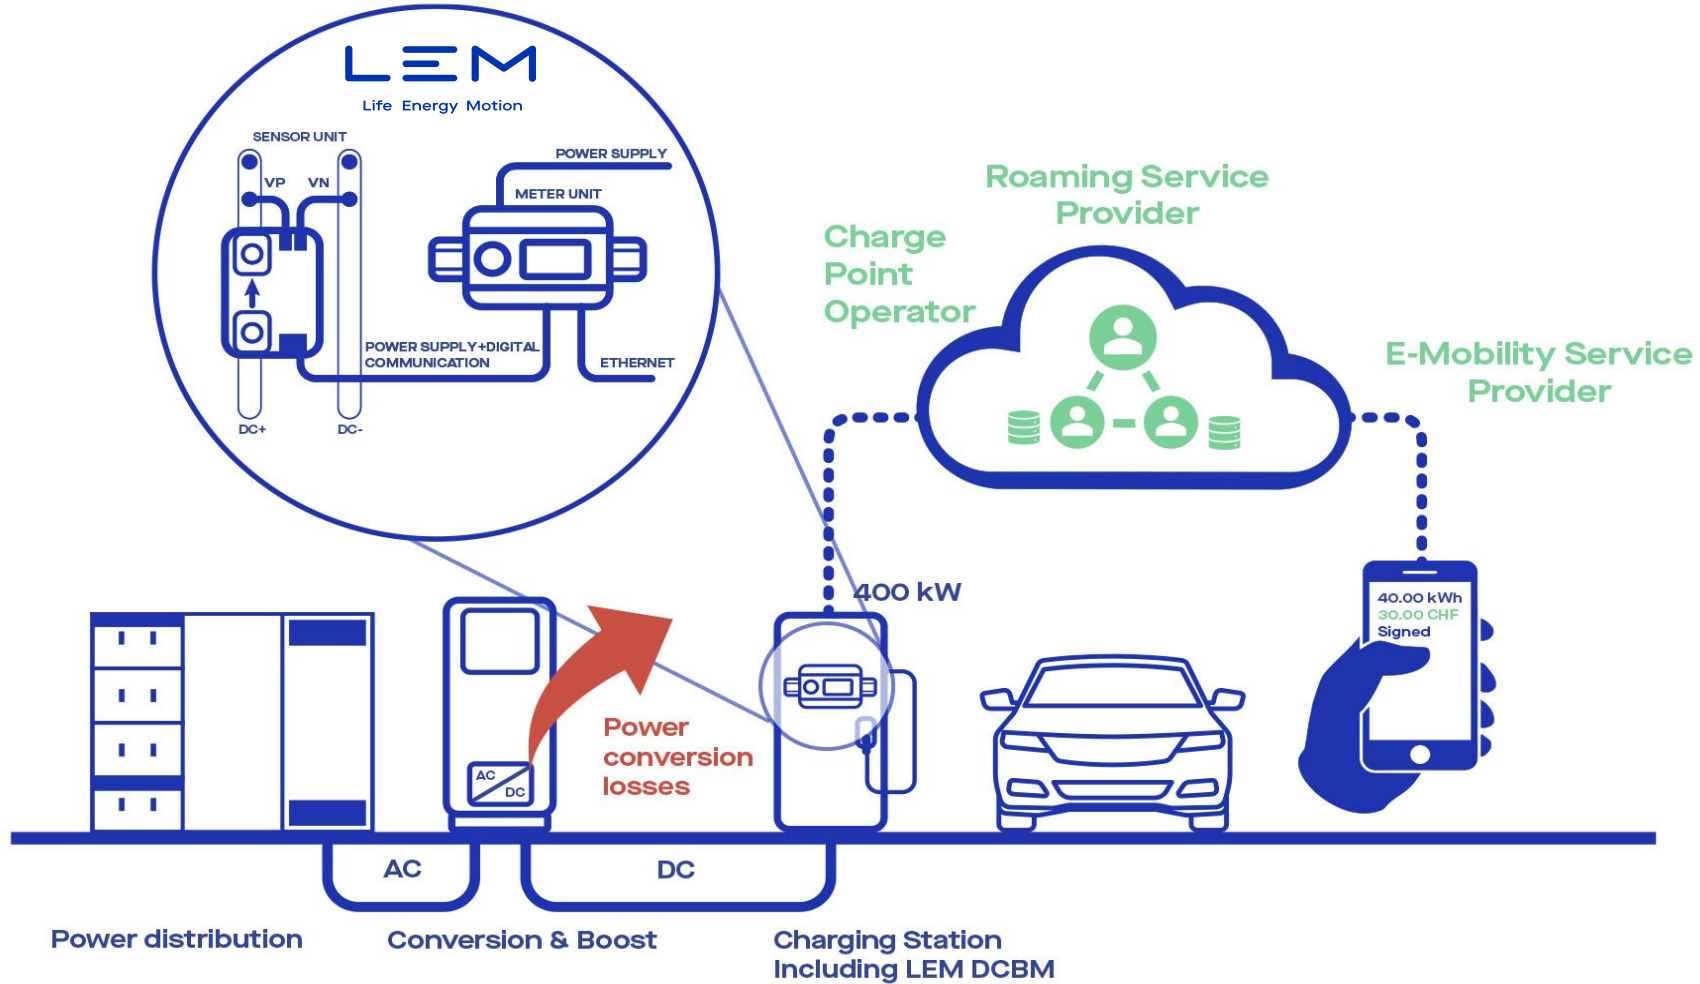 LEM
Life Energy Motion
SENSOR UNIT
VP
VN
POWER SUPPLY
METER UNIT
POWER SUPPLY+DIGITAL
COMMUNICATION
ETHERNET
DC+
DC-
Roaming Service
Provider
Charge
Point
Operator
E-Mobility Service
Provider
400 kW
40.00 kWh
30.00 CHF
Signed
Power
conversion
losses
AC
DC
AC
DC
Power distribution
Conversion & Boost
Charging Station
Including LEM DCBM